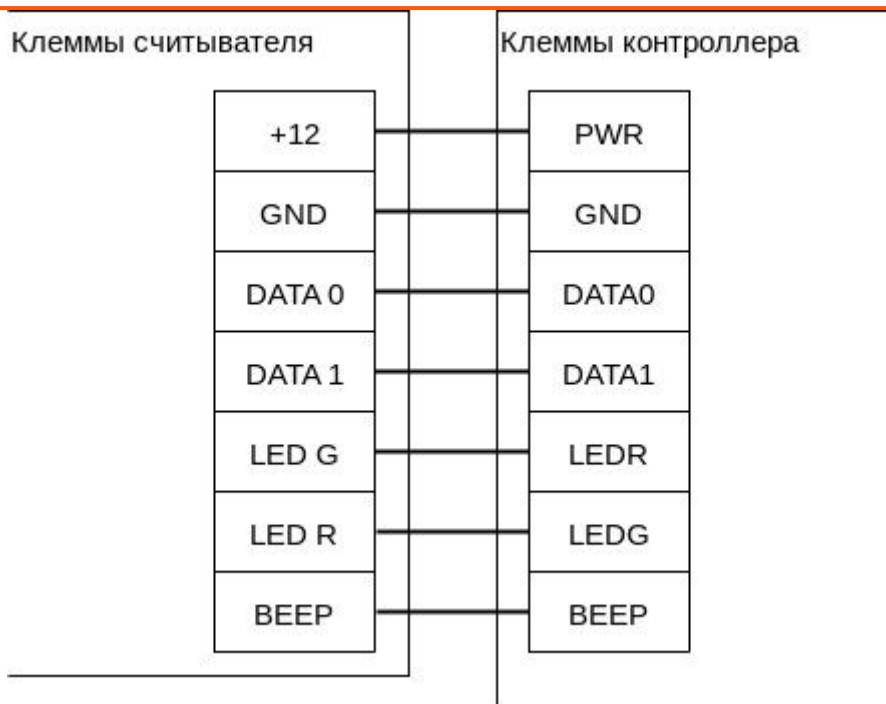 Клеммы считывателя Клеммы контроллера
+12 PWR
GND GND
DATA 0 DATA0
DATA 1 DATA1
LED G LEDR
LED R LEDG
BEEP BEEP